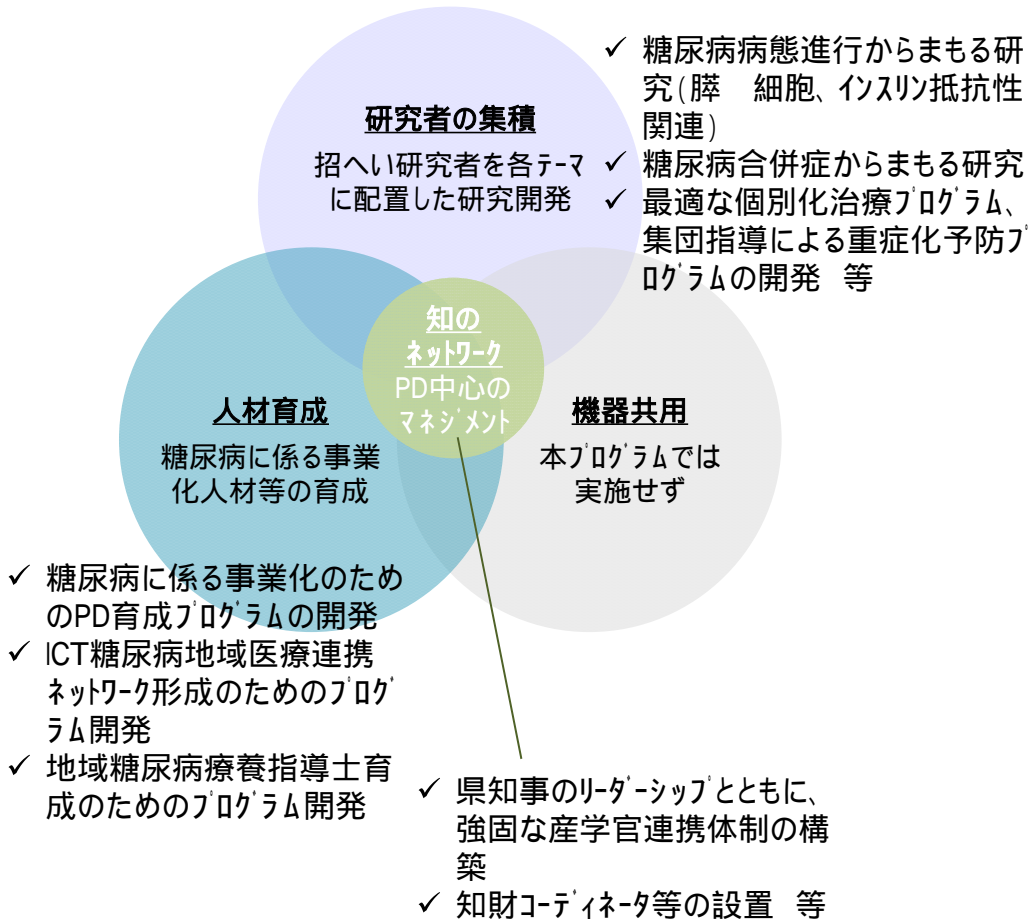 研究者の集積
招へい研究者を各ﾃｰﾏ
に配置した研究開発
✓ 糖尿病病態進行からまもる研
究(膵　細胞、ｲﾝｽﾘﾝ抵抗性
関連)
✓ 糖尿病合併症からまもる研究
✓ 最適な個別化治療ﾌﾟﾛｸﾞﾗﾑ、
集団指導による重症化予防ﾌﾟ
ﾛｸﾞﾗﾑの開発　等
知の
ﾈｯﾄﾜｰｸ
PD中心の
ﾏﾈｼﾞﾒﾝﾄ
人材育成
糖尿病に係る事業
化人材等の育成
機器共用
本ﾌﾟﾛｸﾞﾗﾑでは
実施せず
✓ 糖尿病に係る事業化のため
のPD育成ﾌﾟﾛｸﾞﾗﾑの開発
✓ ICT糖尿病地域医療連携
ﾈｯﾄﾜｰｸ形成のためのﾌﾟﾛｸﾞ
ﾗﾑ開発
✓ 地域糖尿病療養指導士育
成のためのﾌﾟﾛｸﾞﾗﾑ開発
✓ 県知事のﾘｰﾀﾞｰｼｯﾌﾟとともに、
強固な産学官連携体制の構
築
✓ 知財ｺｰﾃﾞｨﾈｰﾀ等の設置　等